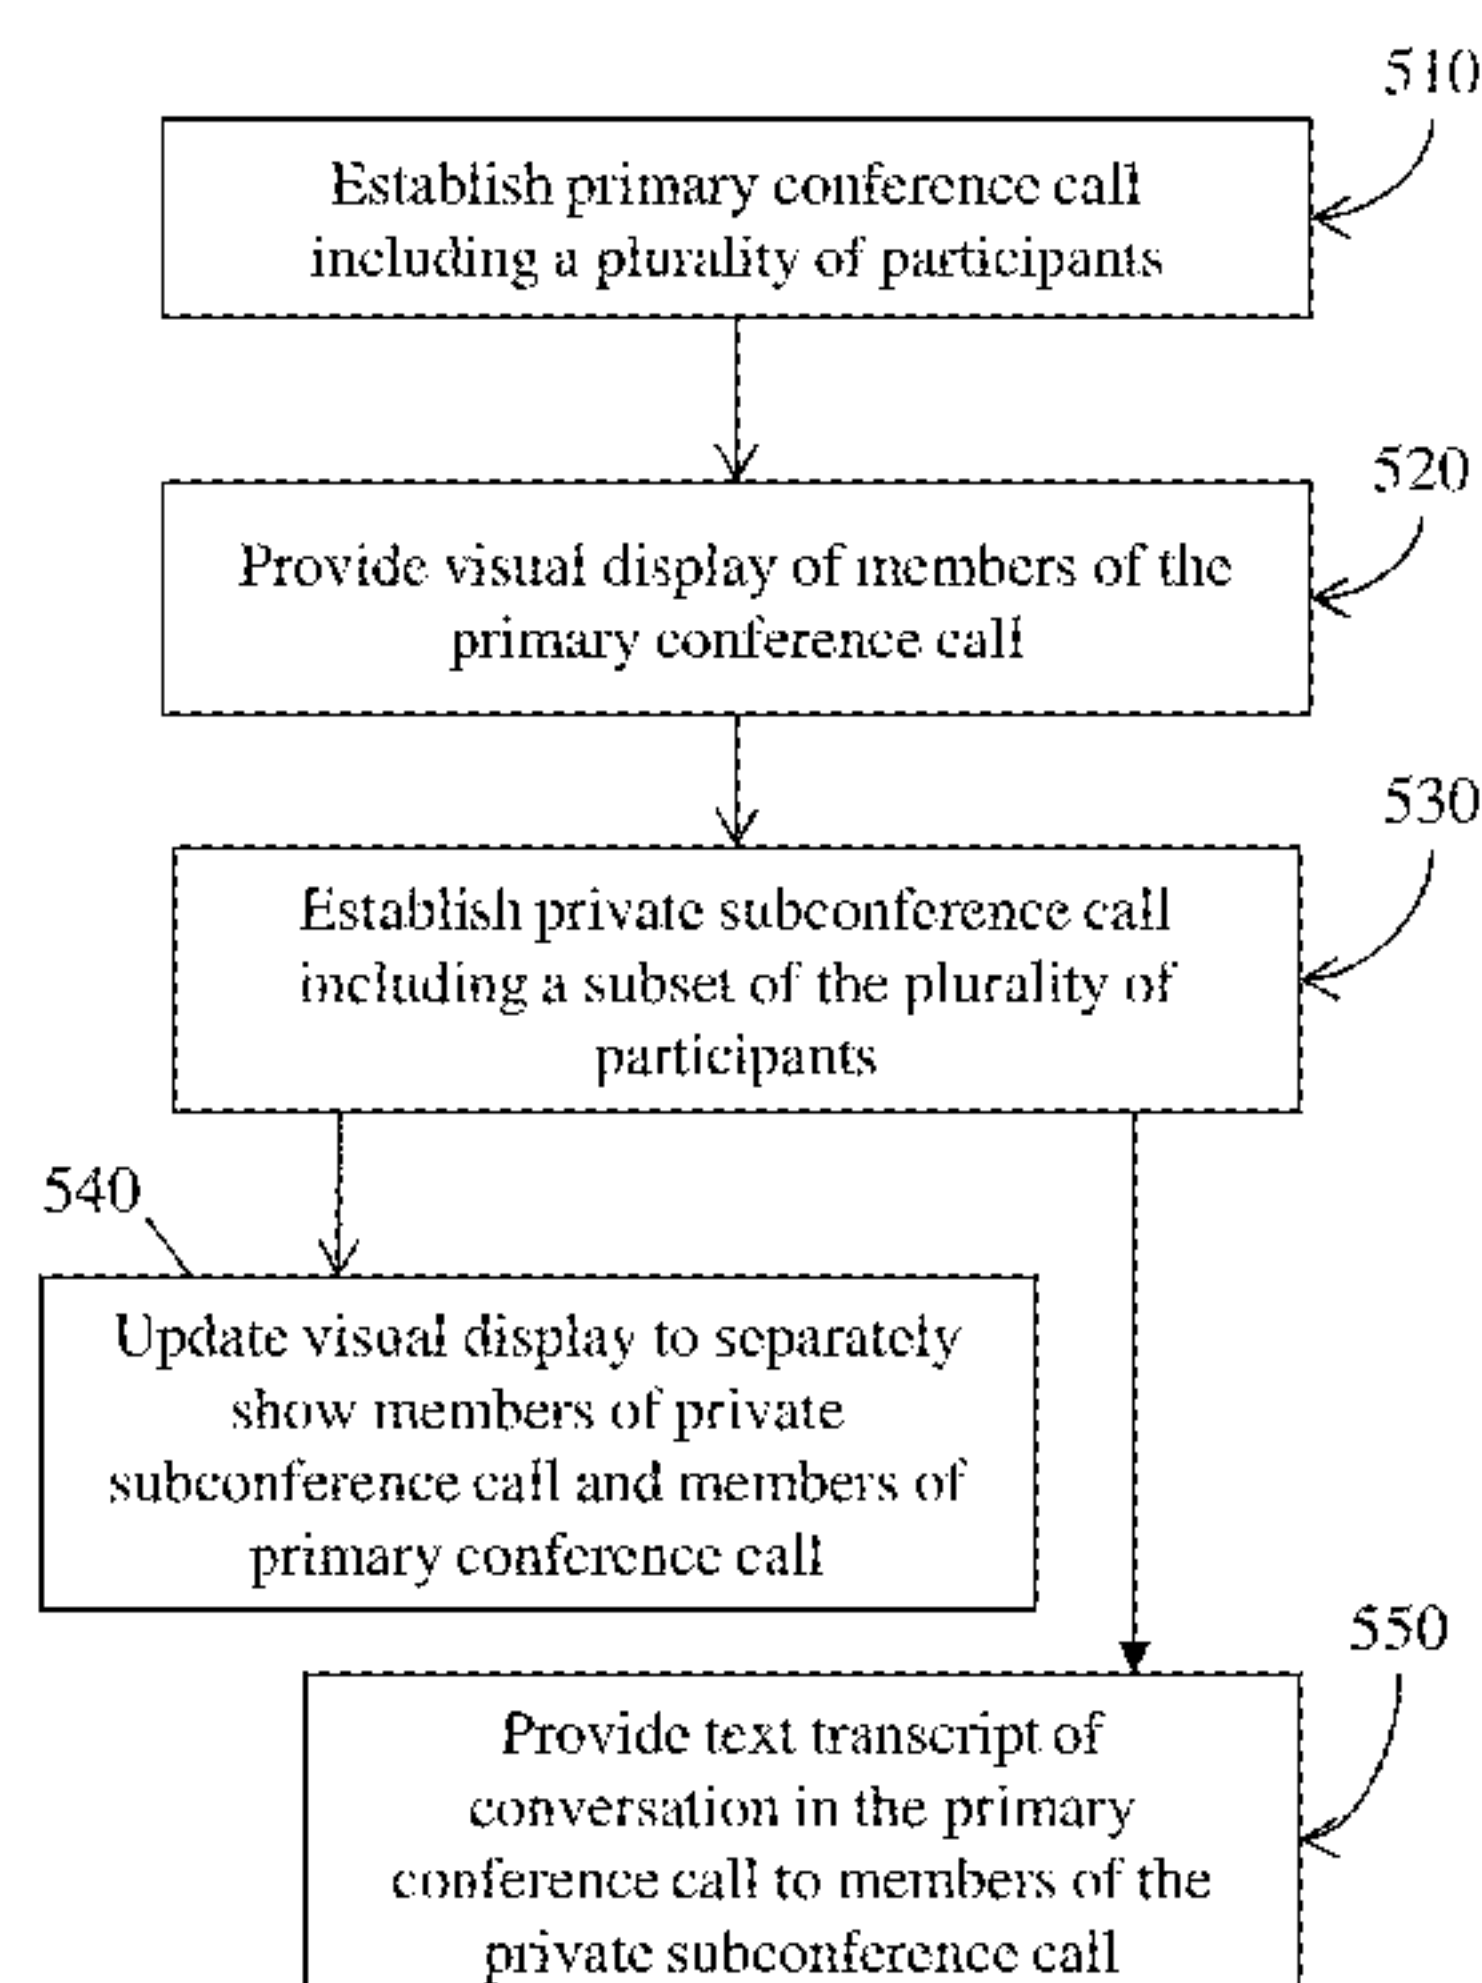 510
Establish primary conference call
including a plurality of participants
520
Provide visual display of members of the
primary conference call
530
Establish private subconference call
including a subset of the plurality of
participants
540
Update visual display to separately
show members of private
subconference call and members of
primary conference call
550
Provide text transcript of
conversation in the primary
conference call to members of the
private subconference call